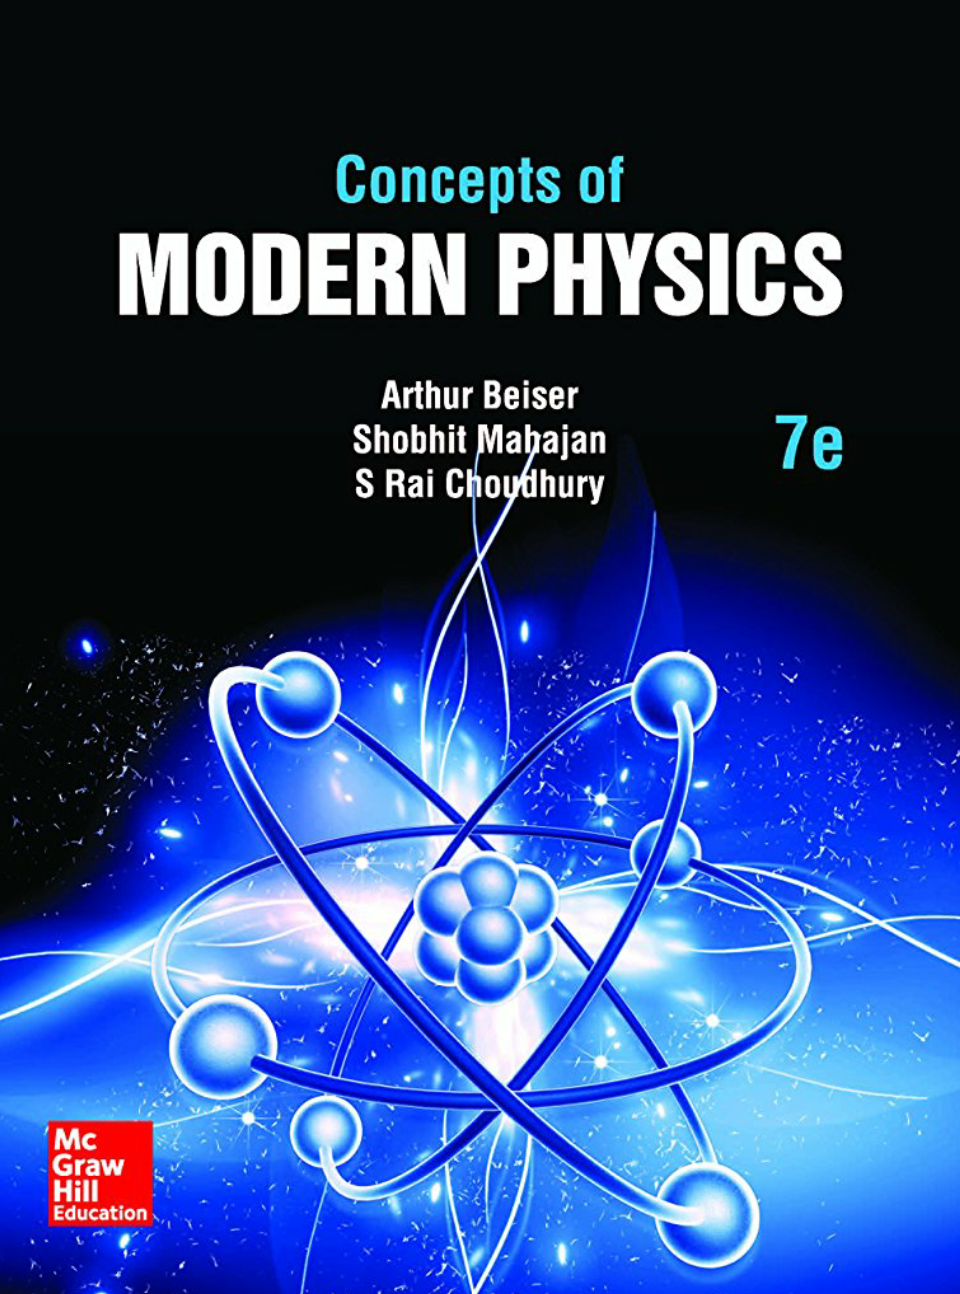 Concepts of
MODERN PHYSICS
Arthur Beiser
Shobhit Mahajan
S Rai Choudhury
7e
Mc
Graw
Hill
Education